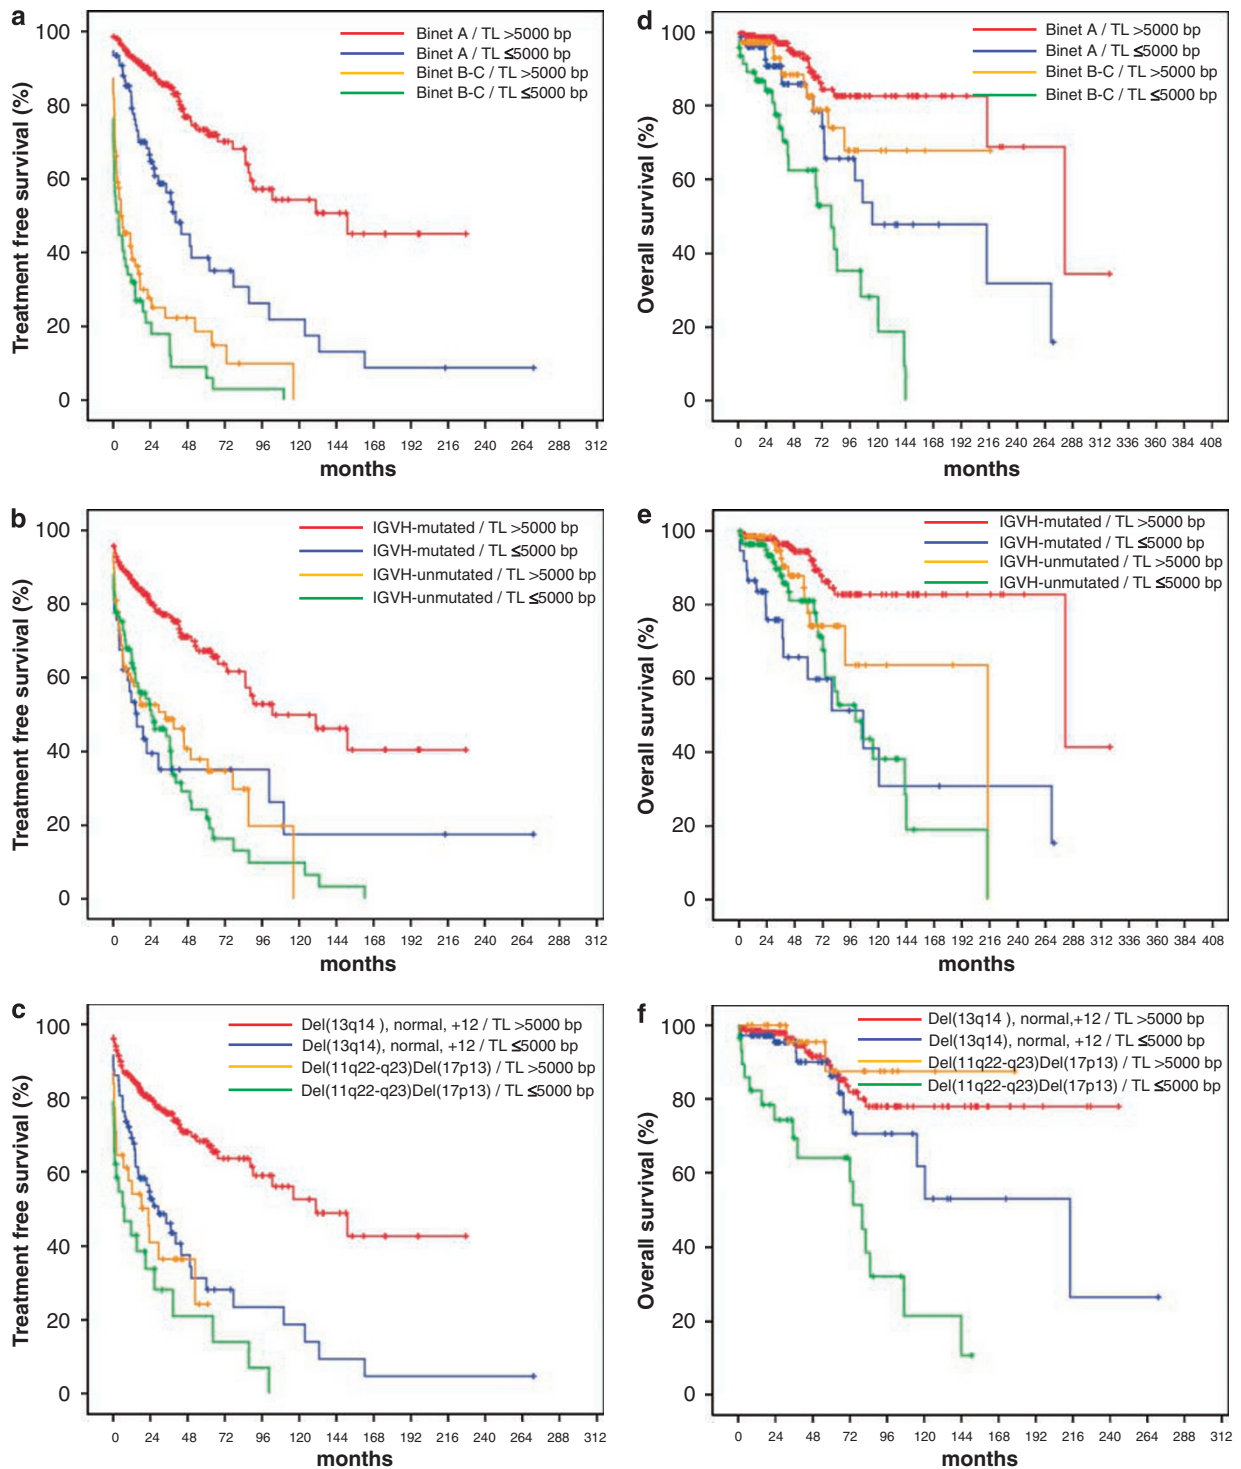 a
Treatment free survival (%)
100
80
60
40
20
0
Binet A / TL >5000 bp
Binet A / TL ≤5000 bp
Binet B-C / TL >5000 bp
Binet B-C / TL ≤5000 bp
0 24 48 72 96 120 144 168 192 216 240 264 288 312
months
d
Overall survival (%)
100
80
60
40
20
0
Binet A / TL >5000 bp
Binet A / TL ≤5000 bp
Binet B-C / TL >5000 bp
Binet B-C / TL ≤5000 bp
0 24 48 72 96 120 144 168 192 216 240 264 288 312 336 360 384 408
months
b
Treatment free survival (%)
100
80
60
40
20
0
IGVH-mutated / TL >5000 bp
IGVH-mutated / TL ≤5000 bp
IGVH-unmutated / TL >5000 bp
IGVH-unmutated / TL ≤5000 bp
0 24 48 72 96 120 144 168 192 216 240 264 288 312
months
e
Overall survival (%)
100
80
60
40
20
0
IGVH-mutated / TL >5000 bp
IGVH-mutated / TL ≤5000 bp
IGVH-unmutated / TL >5000 bp
IGVH-unmutated / TL ≤5000 bp
0 24 48 72 96 120 144 168 192 216 240 264 288 312 336 360 384 408
months
c
Treatment free survival (%)
100
80
60
40
20
0
Del(13q14 ), normal, +12 / TL >5000 bp
Del(13q14), normal, +12 / TL ≤5000 bp
Del(11q22-q23)Del(17p13) / TL >5000 bp
Del(11q22-q23)Del(17p13) / TL ≤5000 bp
0 24 48 72 96 120 144 168 192 216 240 264 288 312
months
f
Overall survival (%)
100
80
60
40
20
0
Del(13q14 ), normal,+12 / TL >5000 bp
Del(13q14), normal, +12 / TL ≤5000 bp
Del(11q22-q23)Del(17p13) / TL >5000 bp
Del(11q22-q23)Del(17p13) / TL ≤5000 bp
0 24 48 72 96 120 144 168 192 216 240 264 288 312
months